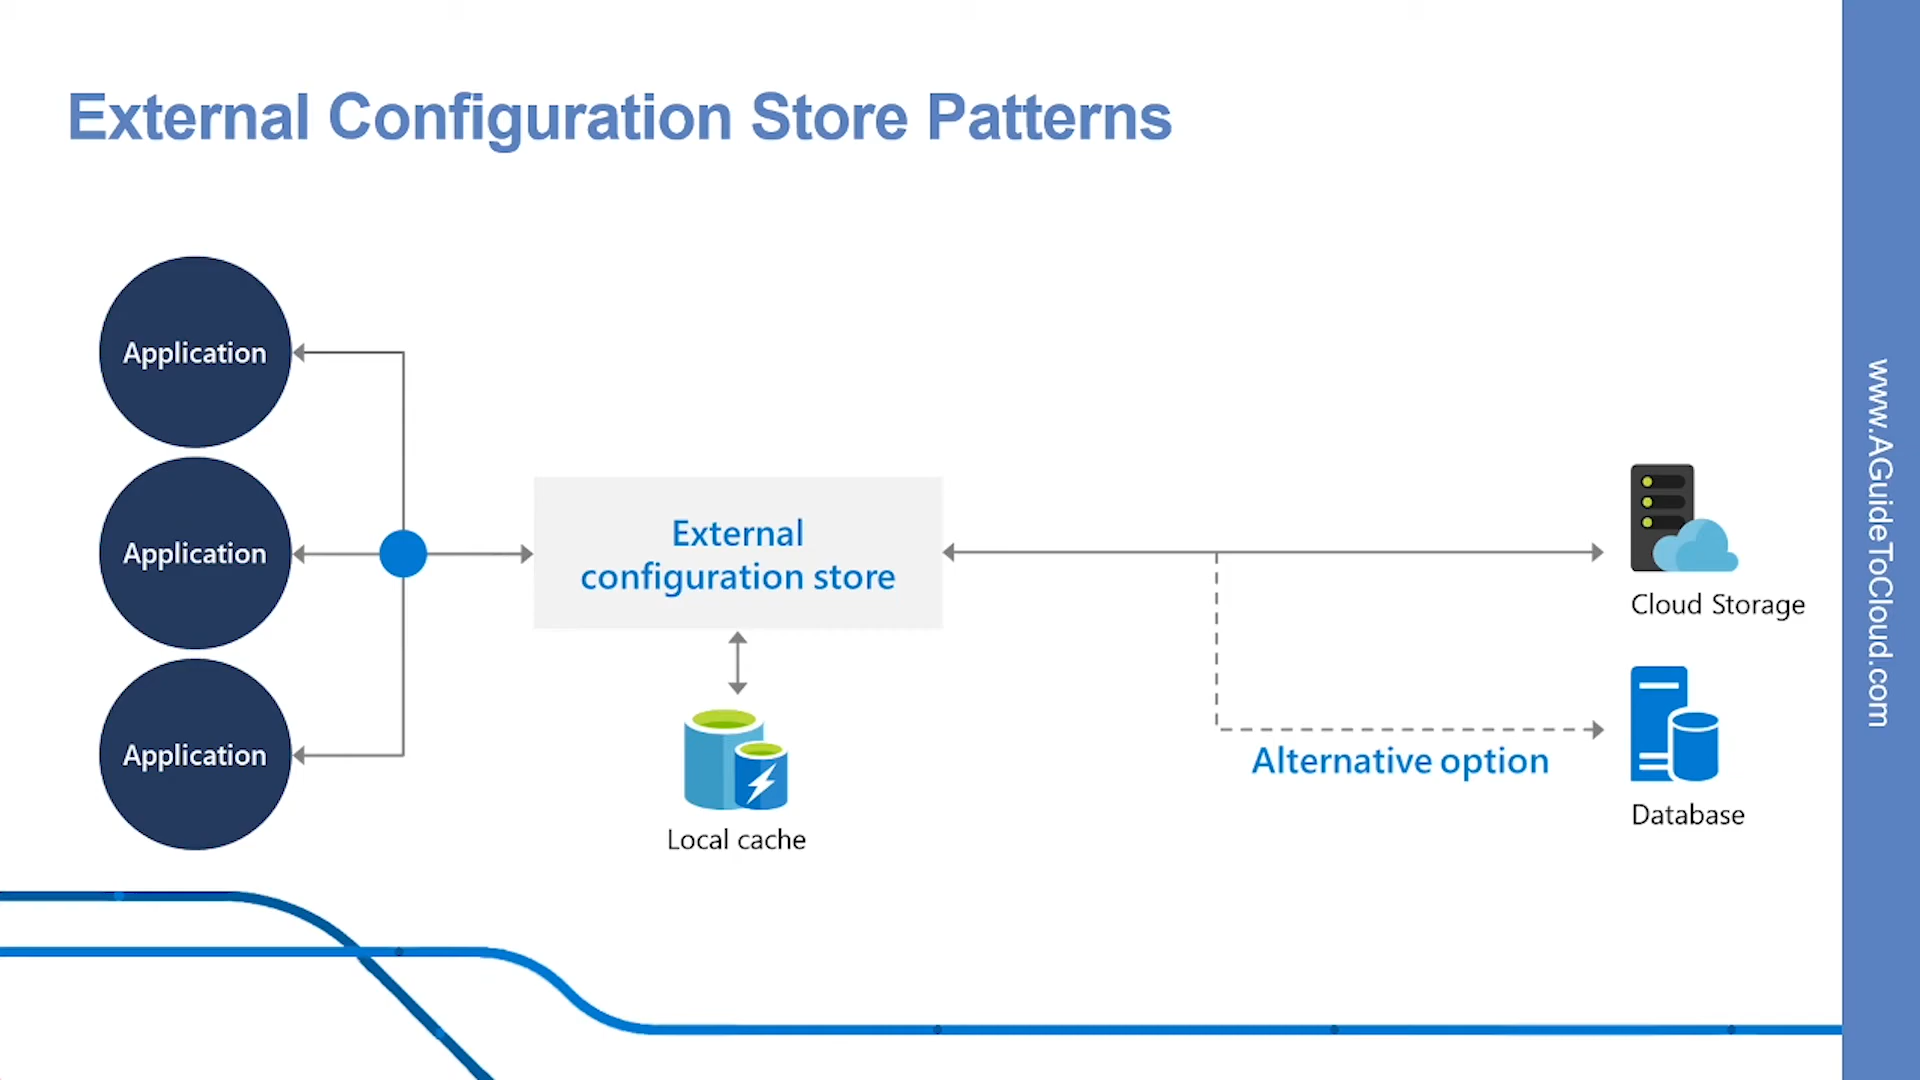 External Configuration Store Patterns
Application
Application
Application
External
configuration store
Local cache
Cloud Storage
Alternative option
Database
www.AGuideToCloud.com